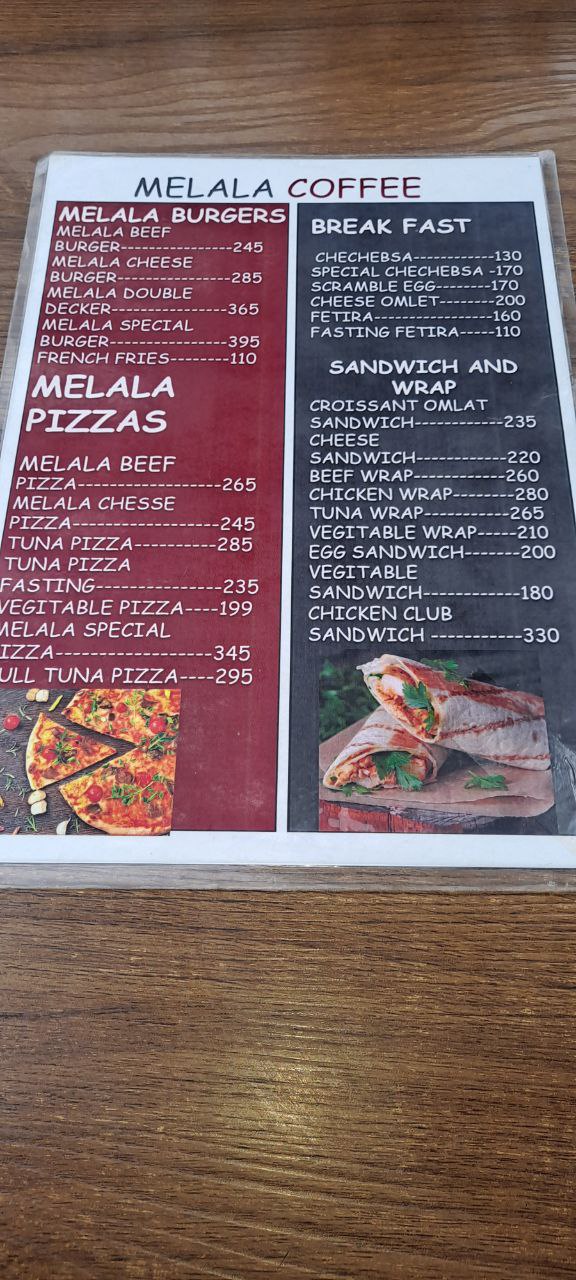 MELALA COFFEE
MELALA BURGERS
MELALA BEEF
BURGER----------------245
MELALA CHEESE
BURGER----------------285
MELALA DOUBLE
DECKER----------------365
MELALA SPECIAL
BURGER----------------395
FRENCH FRIES--------110
MELALA
PIZZAS
MELALA BEEF
PIZZA-------------------265
MELALA CHESSE
PIZZA-------------------245
TUNA PIZZA----------285
TUNA PIZZA
FASTING----------------235
VEGITABLE PIZZA----199
MELALA SPECIAL
IZZA-------------------345
ULL TUNA PIZZA----295
BREAK FAST
CHECHEBSA------------130
SPECIAL CHECHEBSA -170
SCRAMBLE EGG--------170
CHEESE OMLET--------200
FETIRA---------------------160
FASTING FETIRA-----110
SANDWICH AND
WRAP
CROISSANT OMLAT
SANDWICH------------235
CHEESE
SANDWICH------------220
BEEF WRAP------------260
CHICKEN WRAP--------280
TUNA WRAP-----------265
VEGITABLE WRAP-----210
EGG SANDWICH-------200
VEGITABLE
SANDWICH------------180
CHICKEN CLUB
SANDWICH -----------330